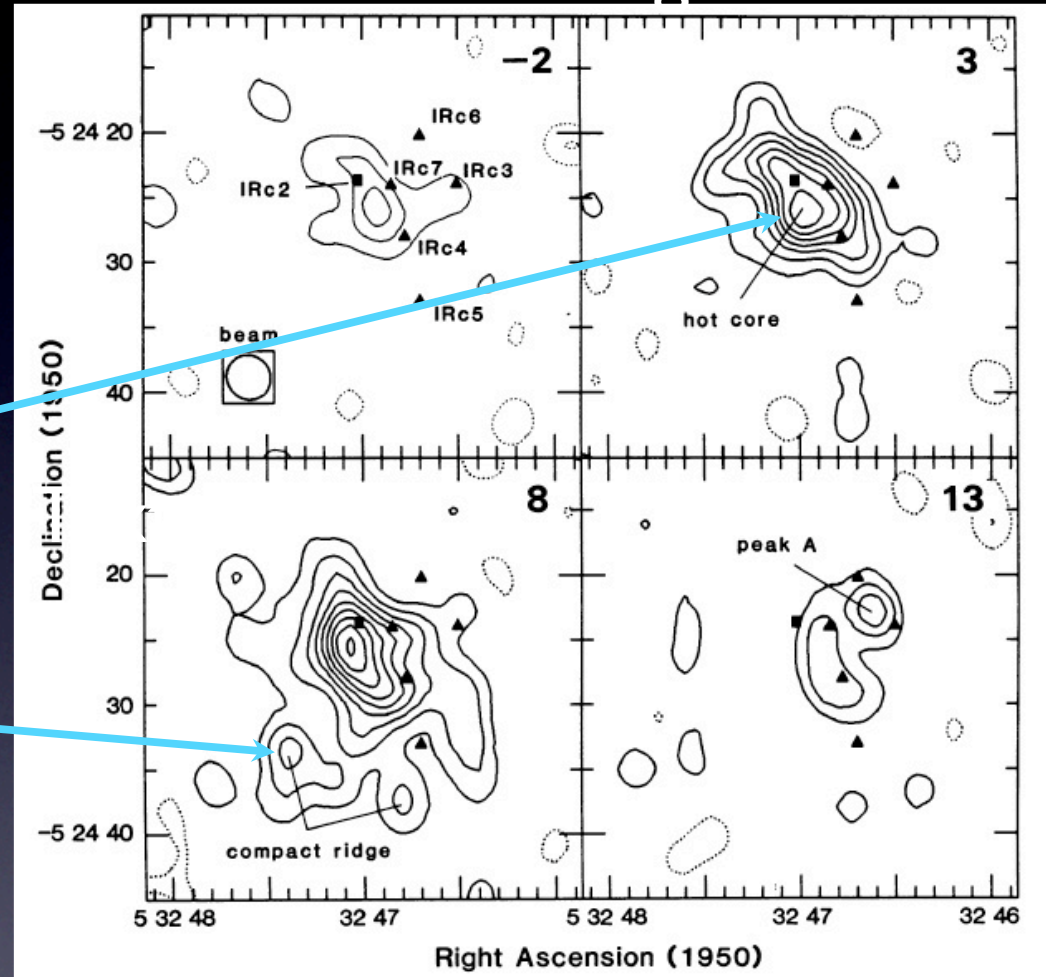 -2
-5 24 20
IRc6
IRc7
IRc3
IRc2
IRc4
30
IRc5
beam
40
3
hot core
Declination (1950)
8
20
30
compact ridge
-5 24 40
13
peak A
5 32 48
32 47
5 32 48
32 47
32 46
Right Ascension (1950)